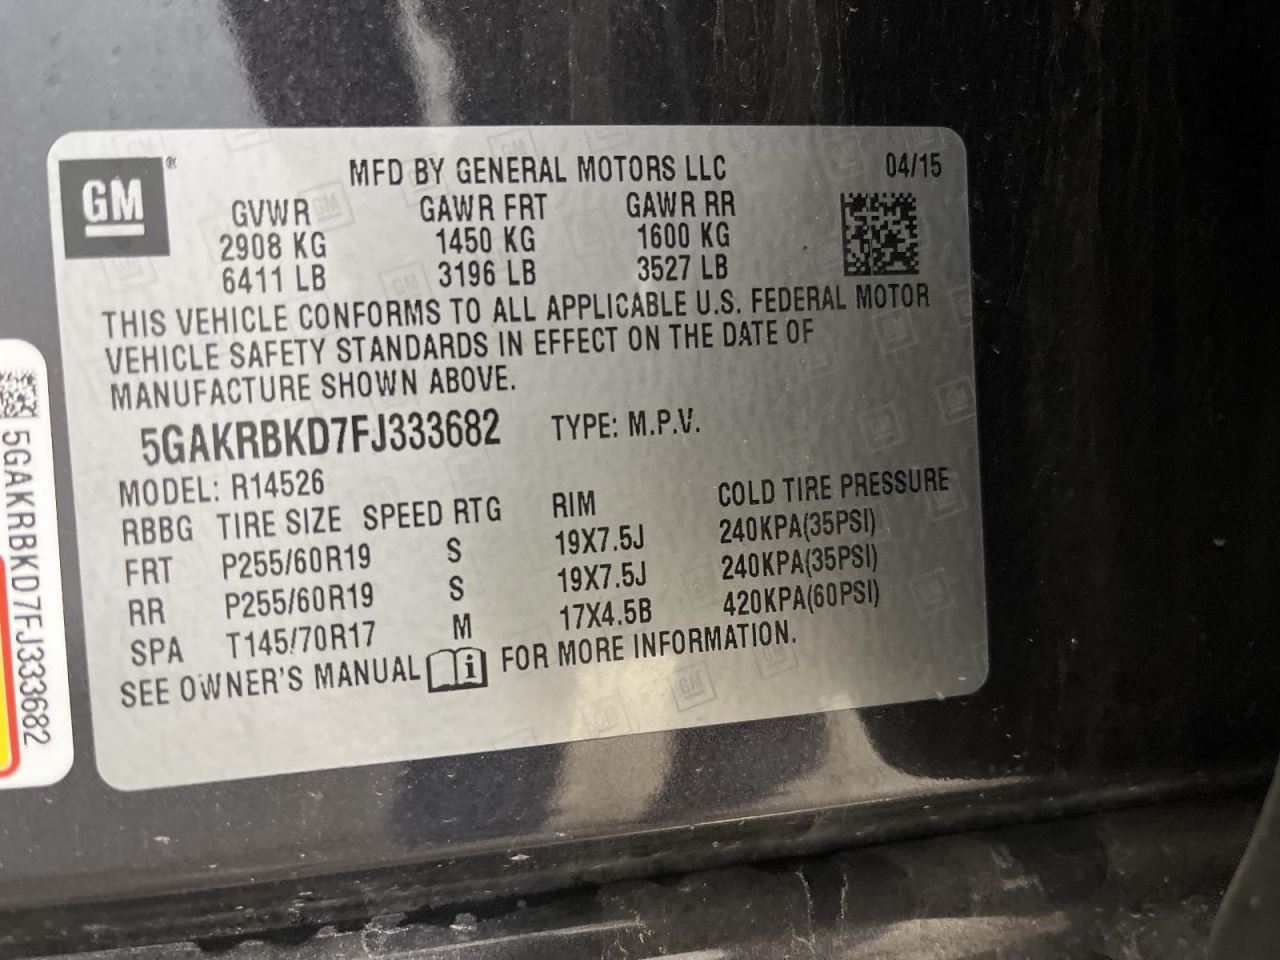 GM ®
MFD BY GENERAL MOTORS LLC 04/15
GVWR GAWR FRT GAWR RR
2908 KG 1450 KG 1600 KG
6411 LB 3196 LB 3527 LB
THIS VEHICLE CONFORMS TO ALL APPLICABLE U.S. FEDERAL MOTOR
VEHICLE SAFETY STANDARDS IN EFFECT ON THE DATE OF
MANUFACTURE SHOWN ABOVE.
5GAKRBKD7FJ333682 TYPE: M.P.V.
MODEL: R14526
RBBG TIRE SIZE SPEED RTG RIM COLD TIRE PRESSURE
FRT P255/60R19 S 19X7.5J 240KPA(35PSI)
RR P255/60R19 S 19X7.5J 240KPA(35PSI)
SPA T145/70R17 M 17X4.5B 420KPA(60PSI)
SEE OWNER'S MANUAL i FOR MORE INFORMATION.
5GAKRBKD7FJ333682